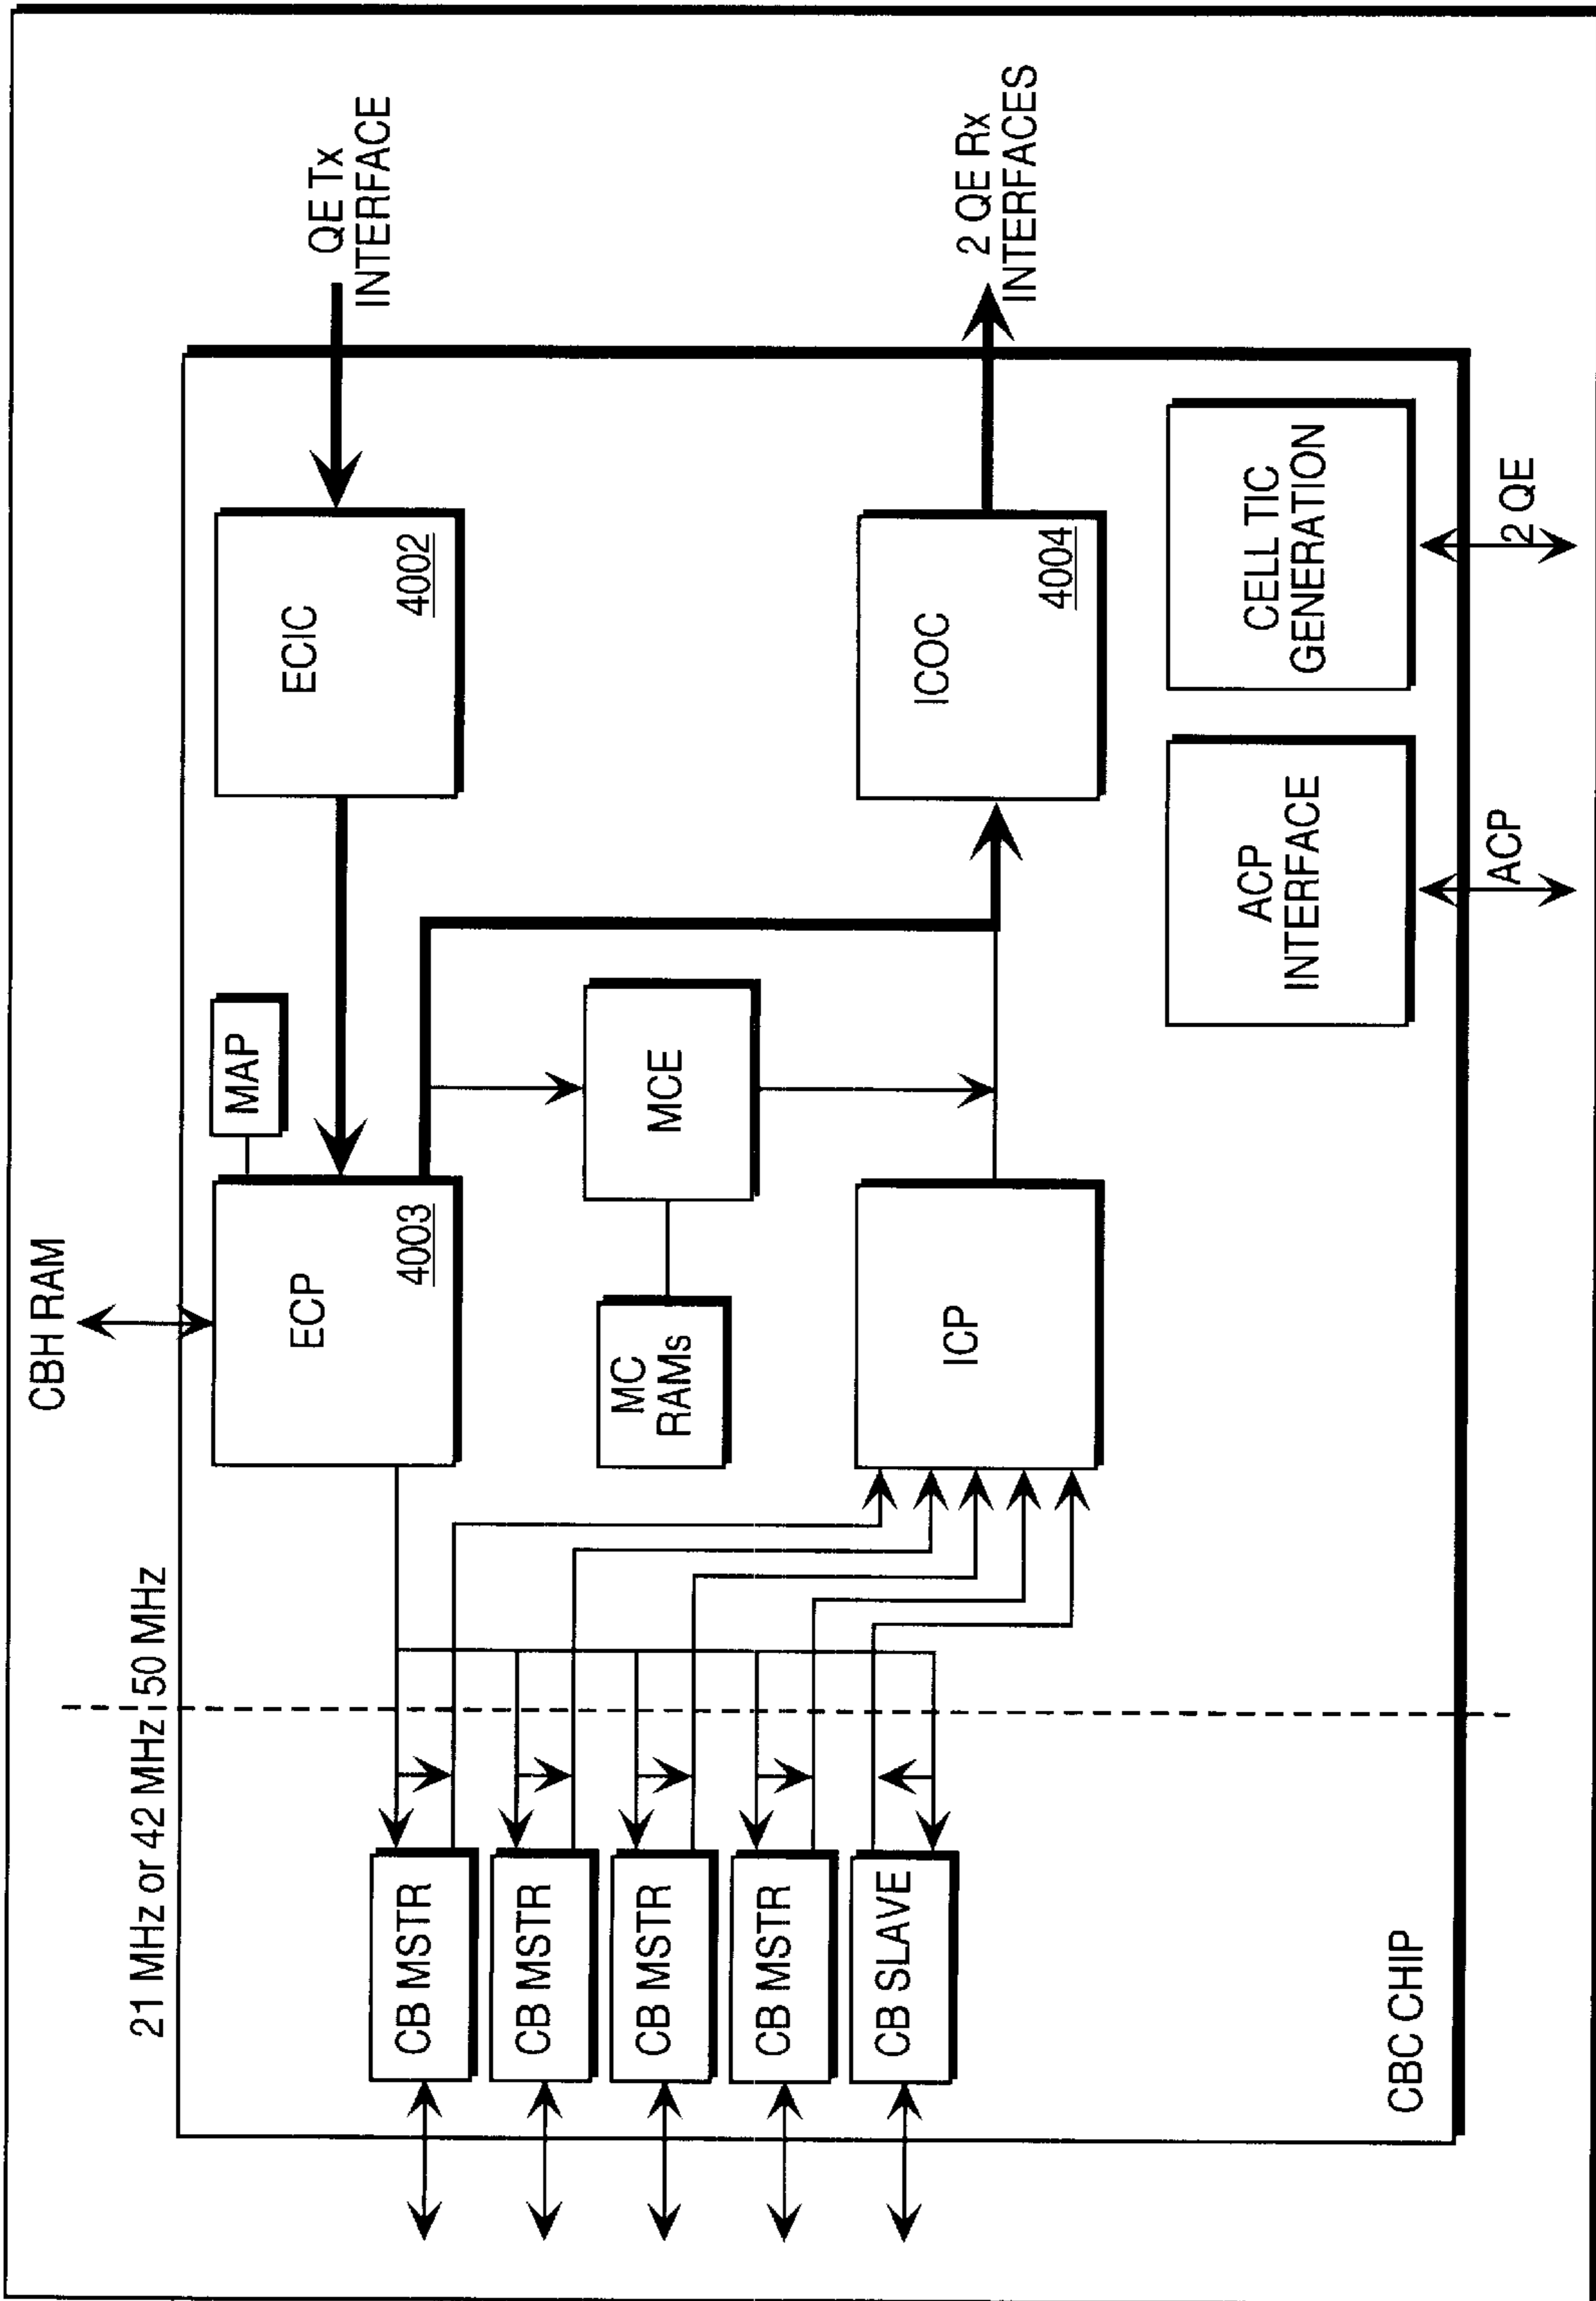 CBH RAM
QE Tx
INTERFACE
21 MHz or 42 MHz
50 MHz
MAP
ECP
4003
ECIC
4002
CB MSTR
CB MSTR
CB MSTR
CB MSTR
CB SLAVE
MC
RAMs
MCE
ICP
ICOC
4004
2 QE Rx
INTERFACES
ACP
INTERFACE
CELL TIC
GENERATION
CBC CHIP
ACP
2 QE